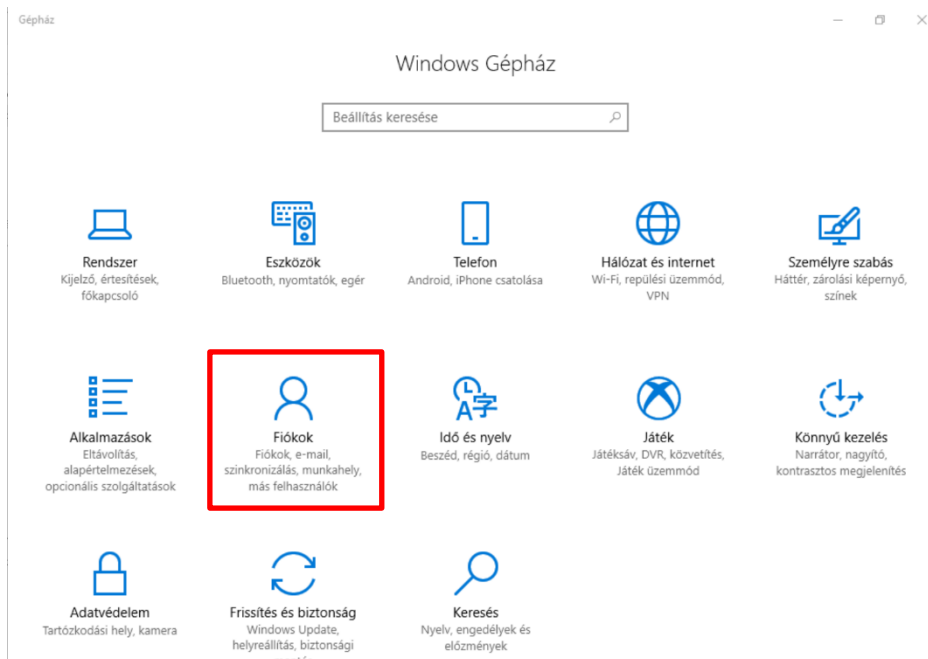 Gépház
Windows Gépház
Beállítás keresése
Rendszer
Kijelző, értesítések,
főkapcsoló
Eszközök
Bluetooth, nyomtatók, egér
Telefon
Android, iPhone csatolása
Hálózat és internet
Wi-Fi, repülési üzemmód,
VPN
Személyre szabás
Háttér, zárolási képernyő,
színek
Alkalmazások
Eltávolítás,
alapértelmezések,
opcionális szolgáltatások
Fiókok
Fiókok, e-mail,
szinkronizálás, munkahely,
más felhasználók
Idő és nyelv
Beszéd, régió, dátum
Játék
Játéksáv, DVR, közvetítés,
Játék üzemmód
Könnyű kezelés
Narrátor, nagyító,
kontrasztos megjelenítés
Adatvédelem
Tartózkodási hely, kamera
Frissítés és biztonság
Windows Update,
helyreállítás, biztonsági
Keresés
Nyelv, engedélyek és
előzmények